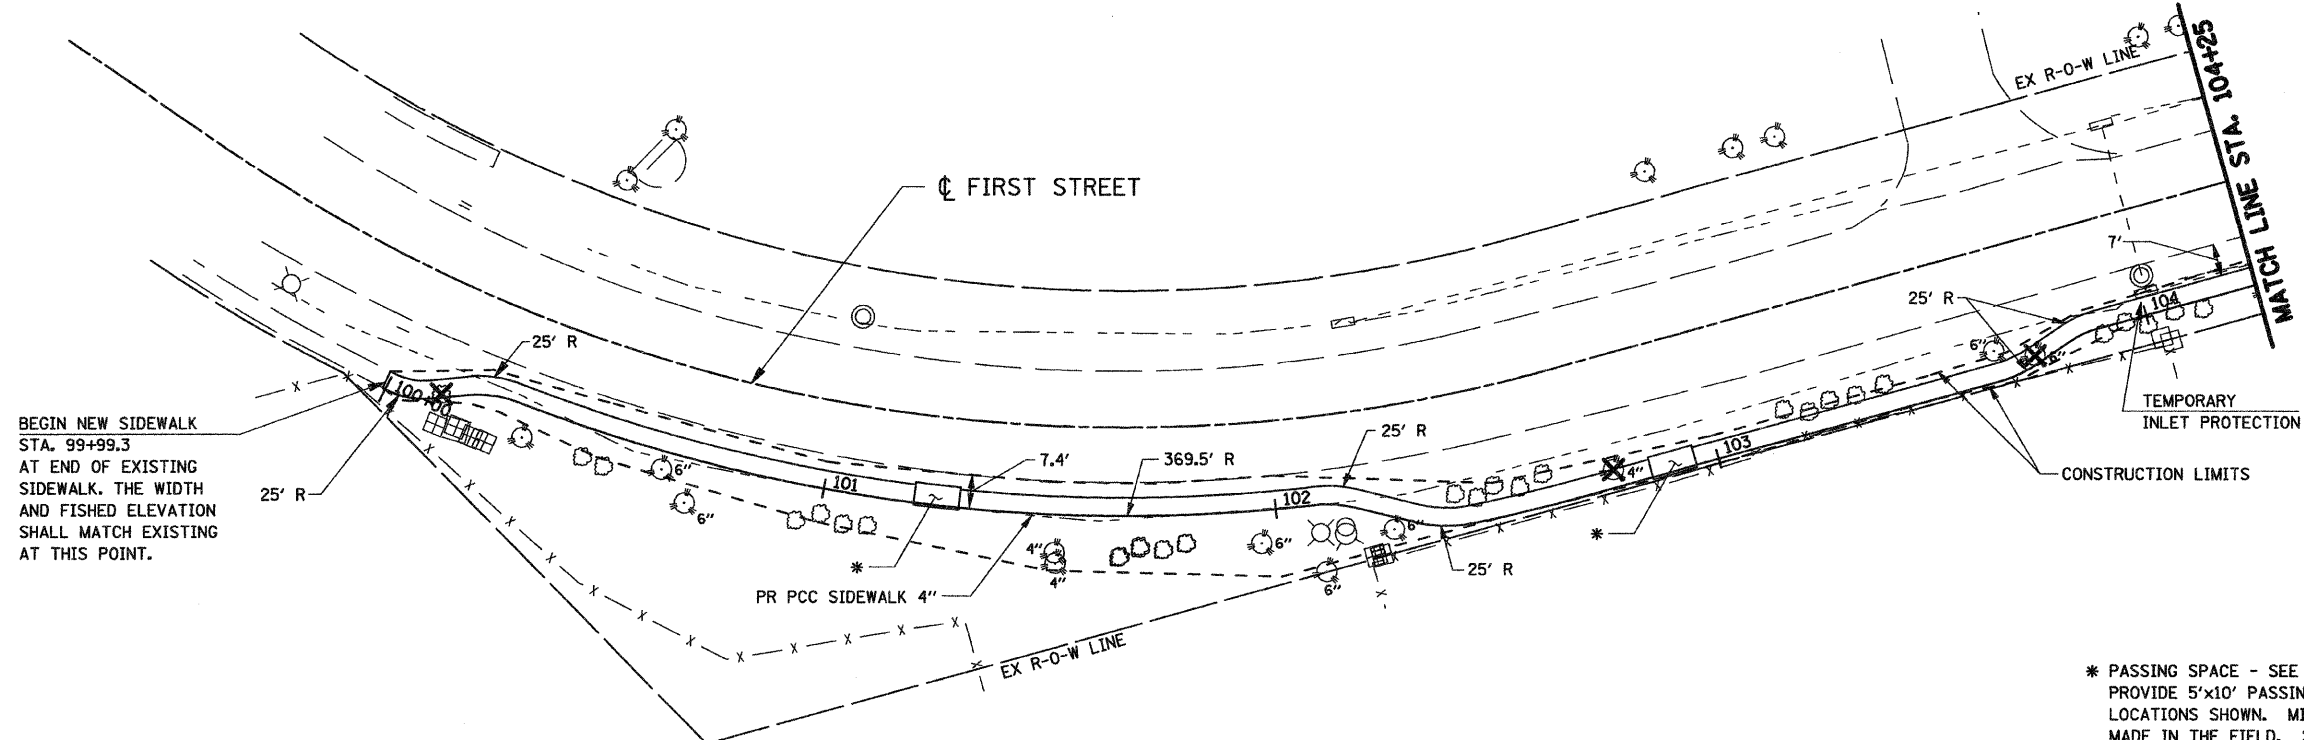 EX R-O-W LINE
MATCH LINE STA. 104+25
℄ FIRST STREET
7'
25' R
25' R
104
6"
6"
BEGIN NEW SIDEWALK
STA. 99+99.3
AT END OF EXISTING
SIDEWALK. THE WIDTH
AND FISHED ELEVATION
SHALL MATCH EXISTING
AT THIS POINT.
100+00
25' R
6"
6"
101
7.4'
369.5' R
25' R
102
103
4"
TEMPORARY
INLET PROTECTION
CONSTRUCTION LIMITS
*
*
4"
4"
6"
6"
6"
25' R
PR PCC SIDEWALK 4"
EX R-O-W LINE
* PASSING SPACE - SEE
PROVIDE 5'x10' PASSIN
LOCATIONS SHOWN. MI
MADE IN THE FIELD.